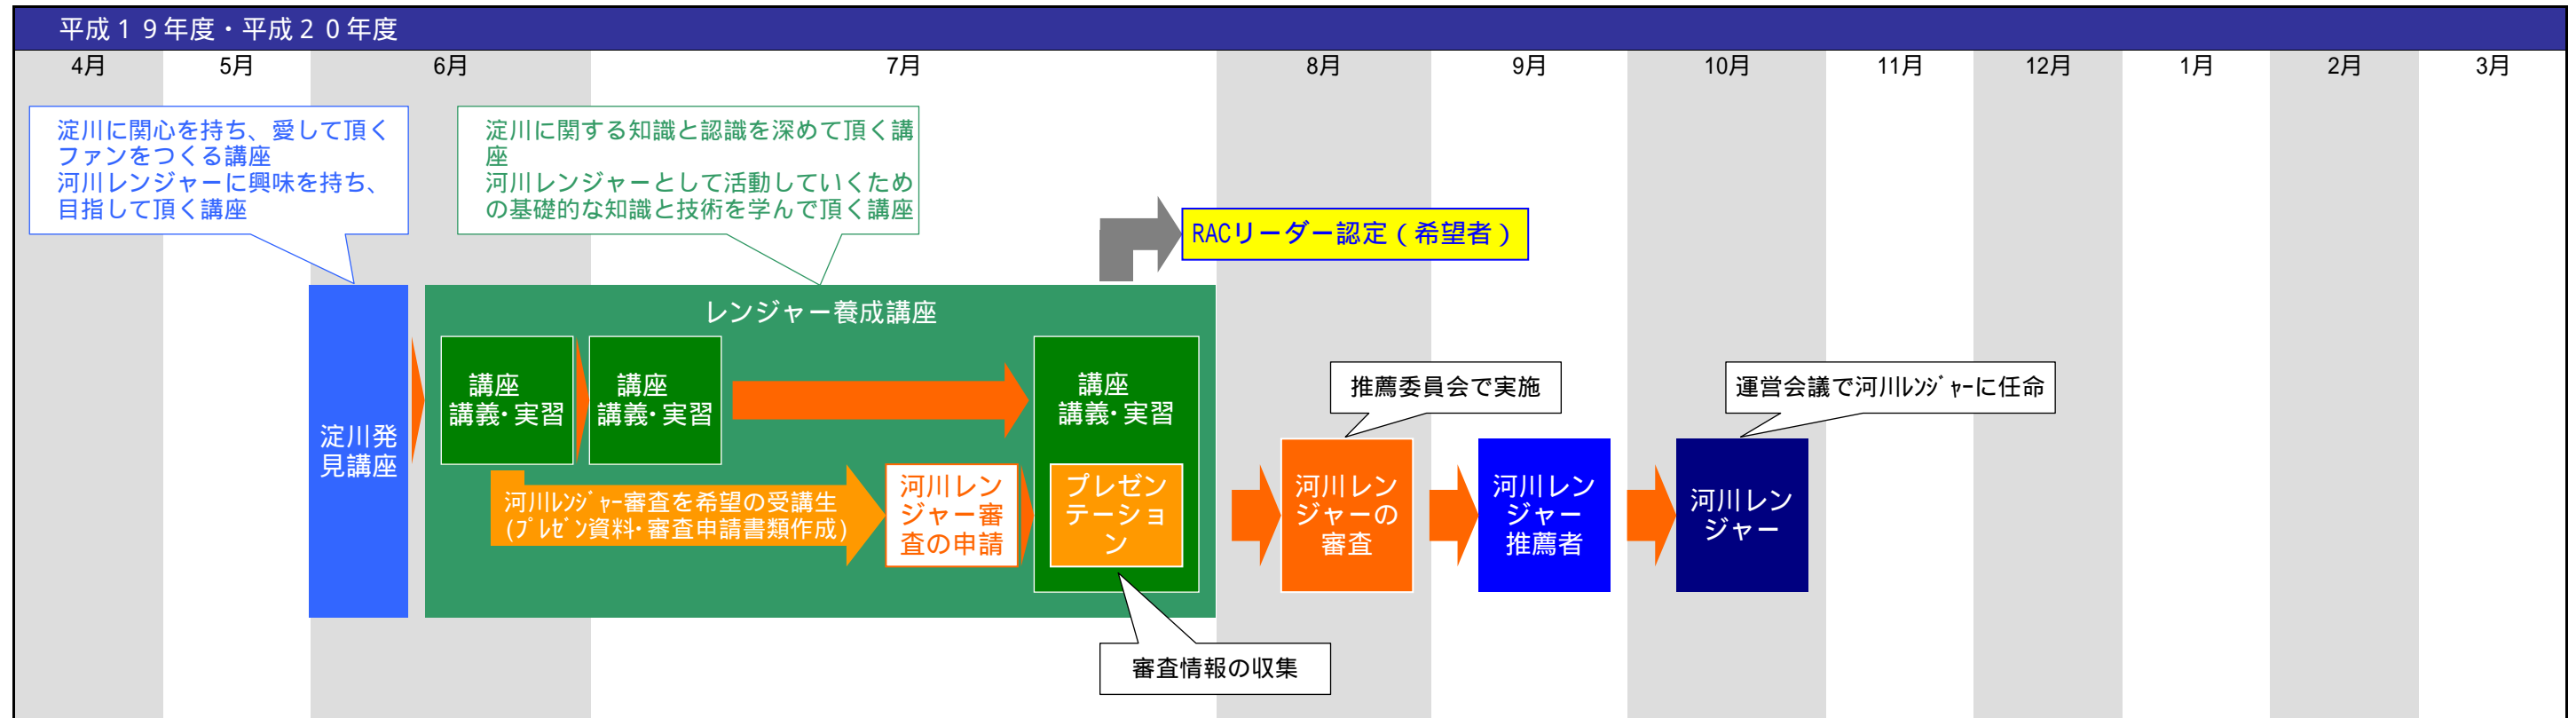 平成１９年度・平成２０年度
4月 5月 6月 7月 8月 9月 10月 11月 12月 1月 2月 3月
淀川に関心を持ち、愛して頂く
ファンをつくる講座
河川レンジャーに興味を持ち、
目指して頂く講座
淀川に関する知識と認識を深めて頂く講
座
河川レンジャーとして活動していくため
の基礎的な知識と技術を学んで頂く講座
RACリーダー認定（希望者）
レンジャー養成講座
淀川発
見講座
講座
講義・実習
講座
講義・実習
講座
講義・実習
河川ﾚﾝｼﾞｬｰ審査を希望の受講生
(ﾌﾟﾚｾﾞﾝ資料・審査申請書類作成)
河川レン
ジャー審
査の申請
プレゼン
テーショ
ン
審査情報の収集
推薦委員会で実施
河川レン
ジャーの
審査
河川レン
ジャー
推薦者
運営会議で河川ﾚﾝｼﾞｬｰに任命
河川レン
ジャー